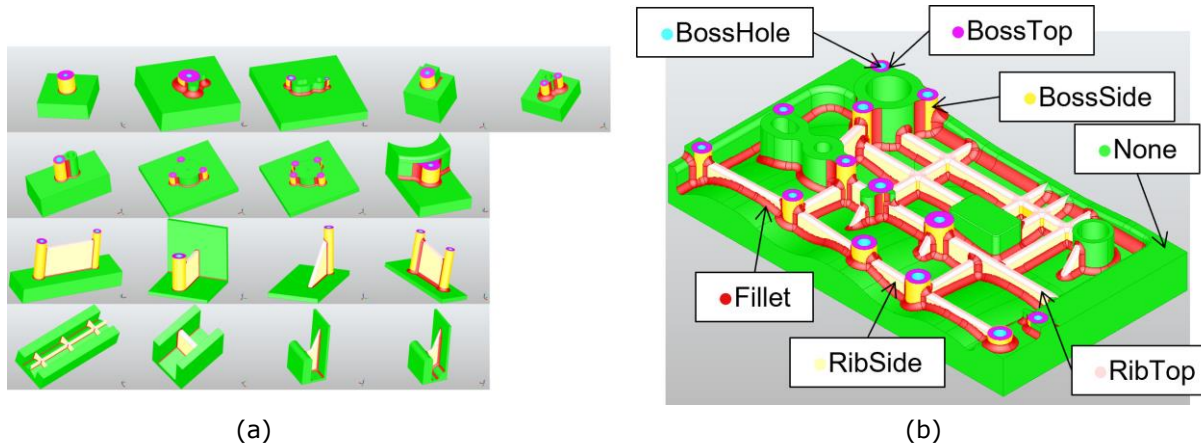 BossHole
BossTop
BossSide
None
Fillet
RibSide
RibTop
(a)
(b)